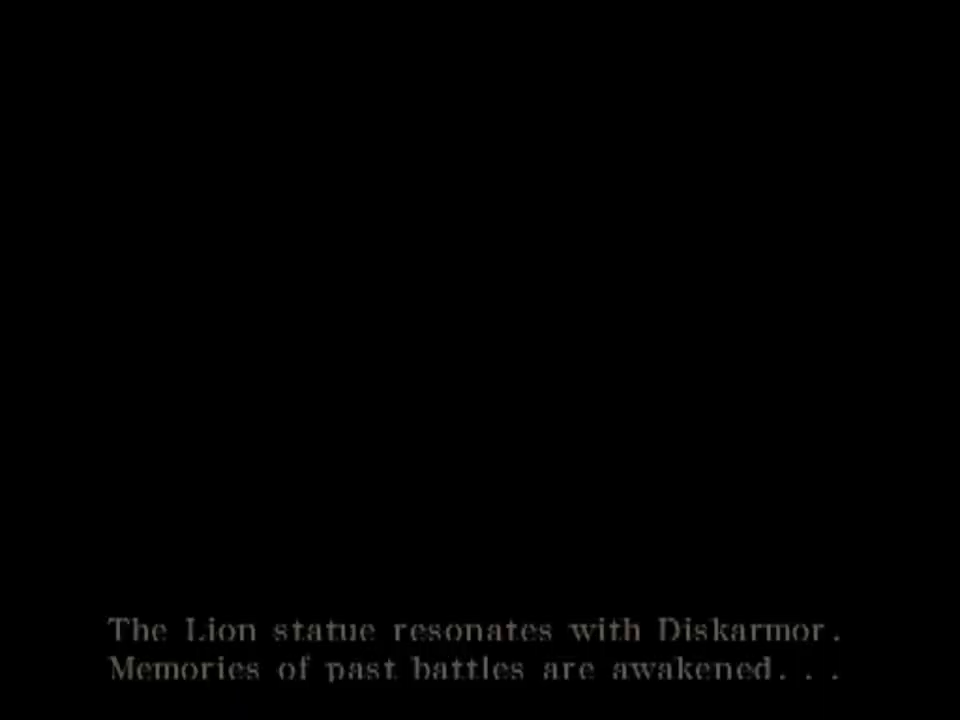 The Lion statue resonates with Diskarmor.
Memories of past battles are awakened...